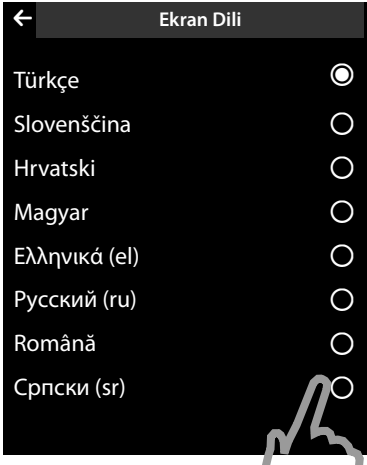 Ekran Dili
Türkçe
Slovenščina
Hrvatski
Magyar
Ελληνικά (el)
Русский (ru)
Română
Српски (sr)